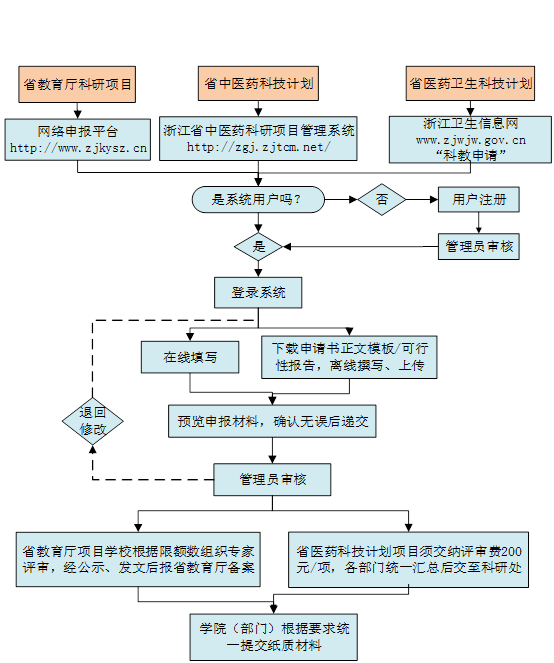 省教育厅科研项目
省中医药科技计划
省医药卫生科技计划
网络申报平台
http://www.zjkysz.cn
浙江省中医药科研项目管理系统
http://zgj.zjtcm.net/
浙江卫生信息网
www.zjwjw.gov.cn
“科教申请”
是系统用户吗？
否
用户注册
是
管理员审核
登录系统
在线填写
下载申请书正文模板/可行
性报告，离线撰写、上传
退回
修改
预览申报材料，确认无误后递交
管理员审核
省教育厅项目学校根据限额数组织专家
评审，经公示、发文后报省教育厅备案
省医药科技计划项目须交纳评审费200
元/项，各部门统一汇总后交至科研处
学院（部门）根据要求统
一提交纸质材料